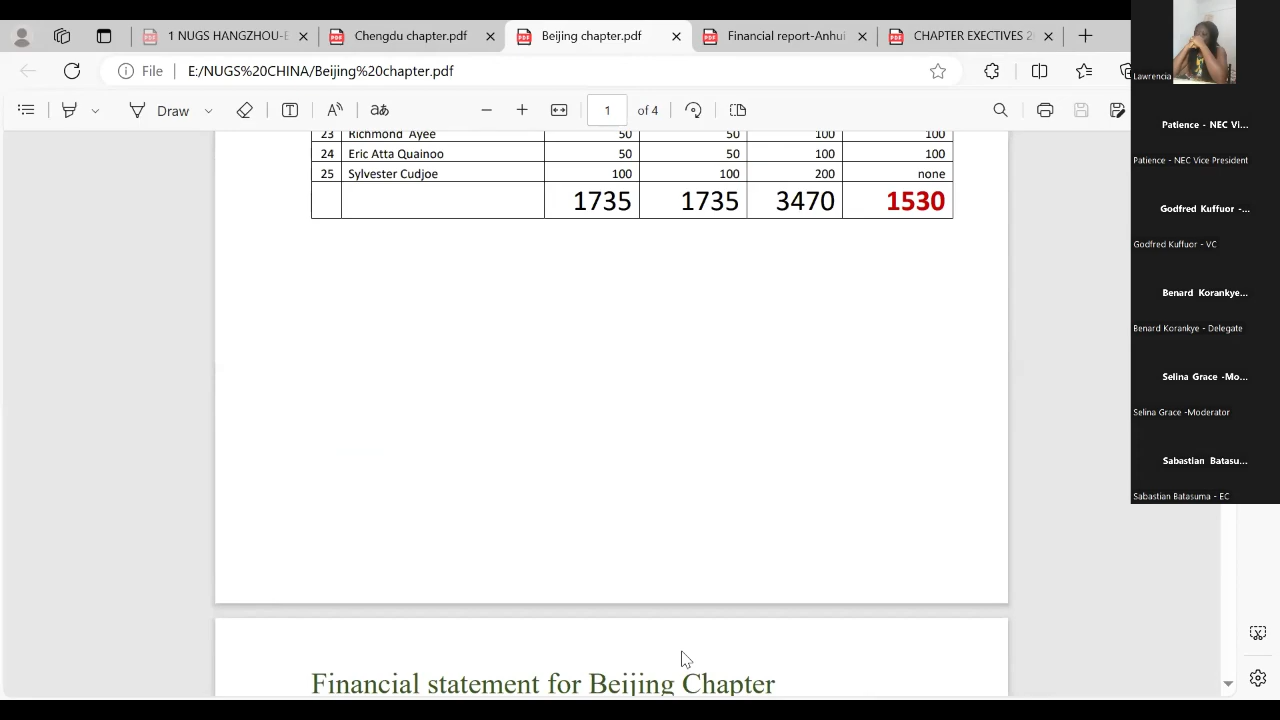 1 NUGS HANGZHOU-E
Chengdu chapter.pdf
Beijing chapter.pdf
Financial report-Anhui
CHAPTER EXECTIVES 2
File
E:/NUGS%20CHINA/Beijing%20chapter.pdf
Draw
1 of 4
23 Richmond Ayee 50 50 100 100
24 Eric Atta Quainoo 50 50 100 100
25 Sylvester Cudjoe 100 100 200 none
1735 1735 3470 1530
Financial statement for Beijing Chapter
Lawrencia
Patience - NEC Vi...
Patience - NEC Vice President
Godfred Kuffuor -...
Godfred Kuffuor - VC
Benard Korankye...
Benard Korankye - Delegate
Selina Grace -Mo...
Selina Grace -Moderator
Sabastian Batasu...
Sabastian Batasuma - EC